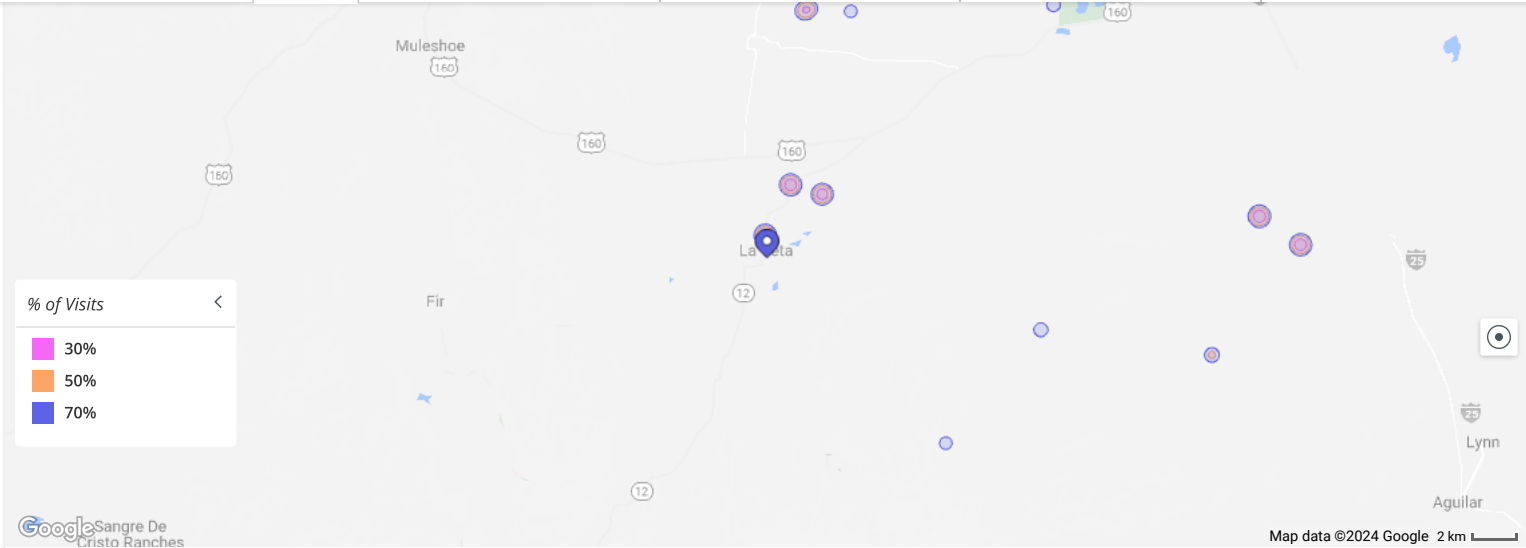 160
Muleshoe
160
160
160
160
La Veta
% of Visits
12
Fir
30%
50%
70%
25
25
Lynn
12
Aguilar
Google
Sangre De
Cristo Ranches
Map data ©2024 Google 2 km